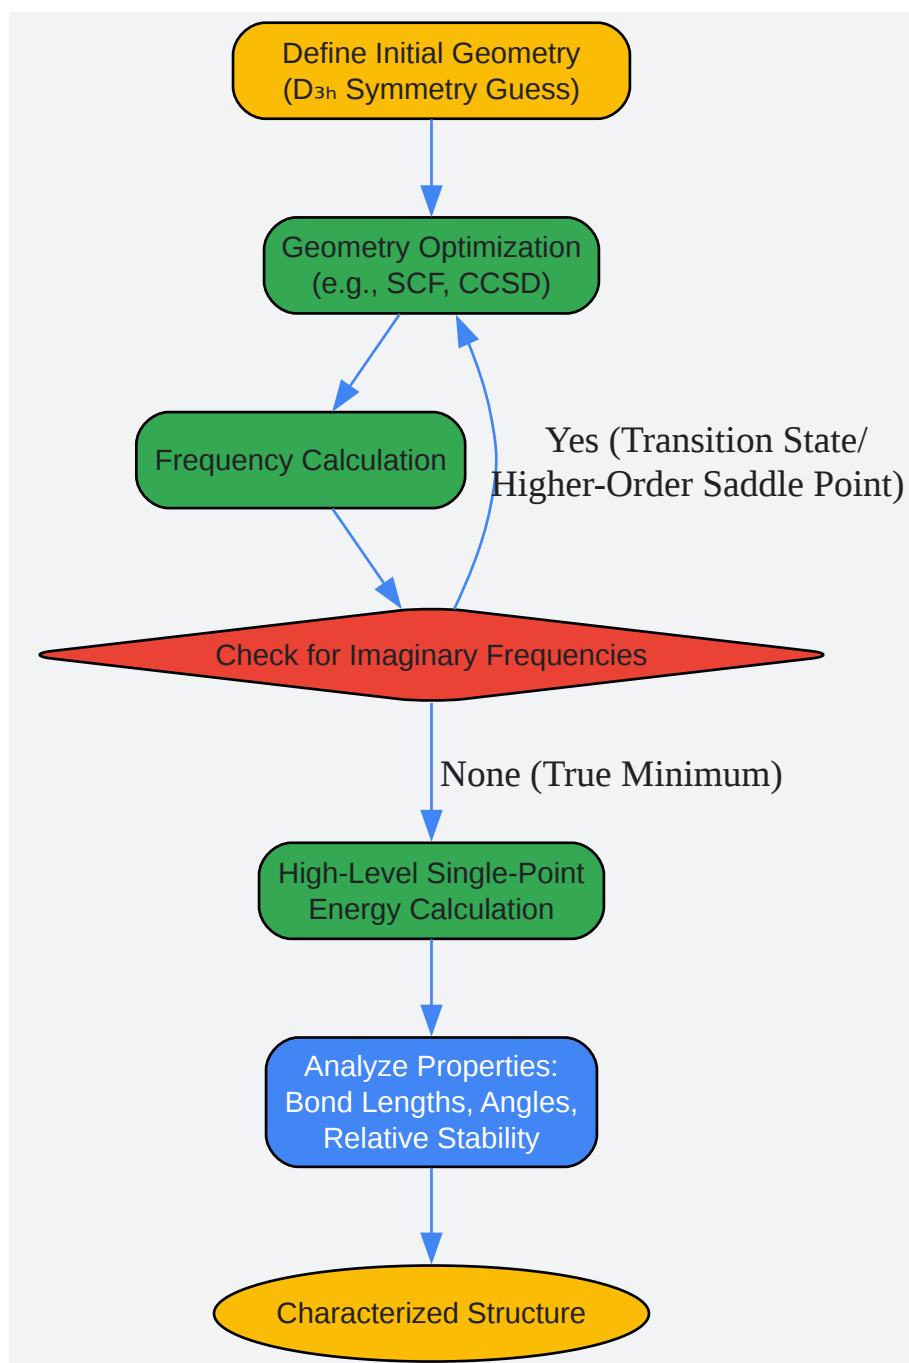 Define Initial Geometry
(D₃ₕ Symmetry Guess)
Geometry Optimization
(e.g., SCF, CCSD)
Frequency Calculation
Yes (Transition State/
Higher-Order Saddle Point)
Check for Imaginary Frequencies
None (True Minimum)
High-Level Single-Point
Energy Calculation
Analyze Properties:
Bond Lengths, Angles,
Relative Stability
Characterized Structure